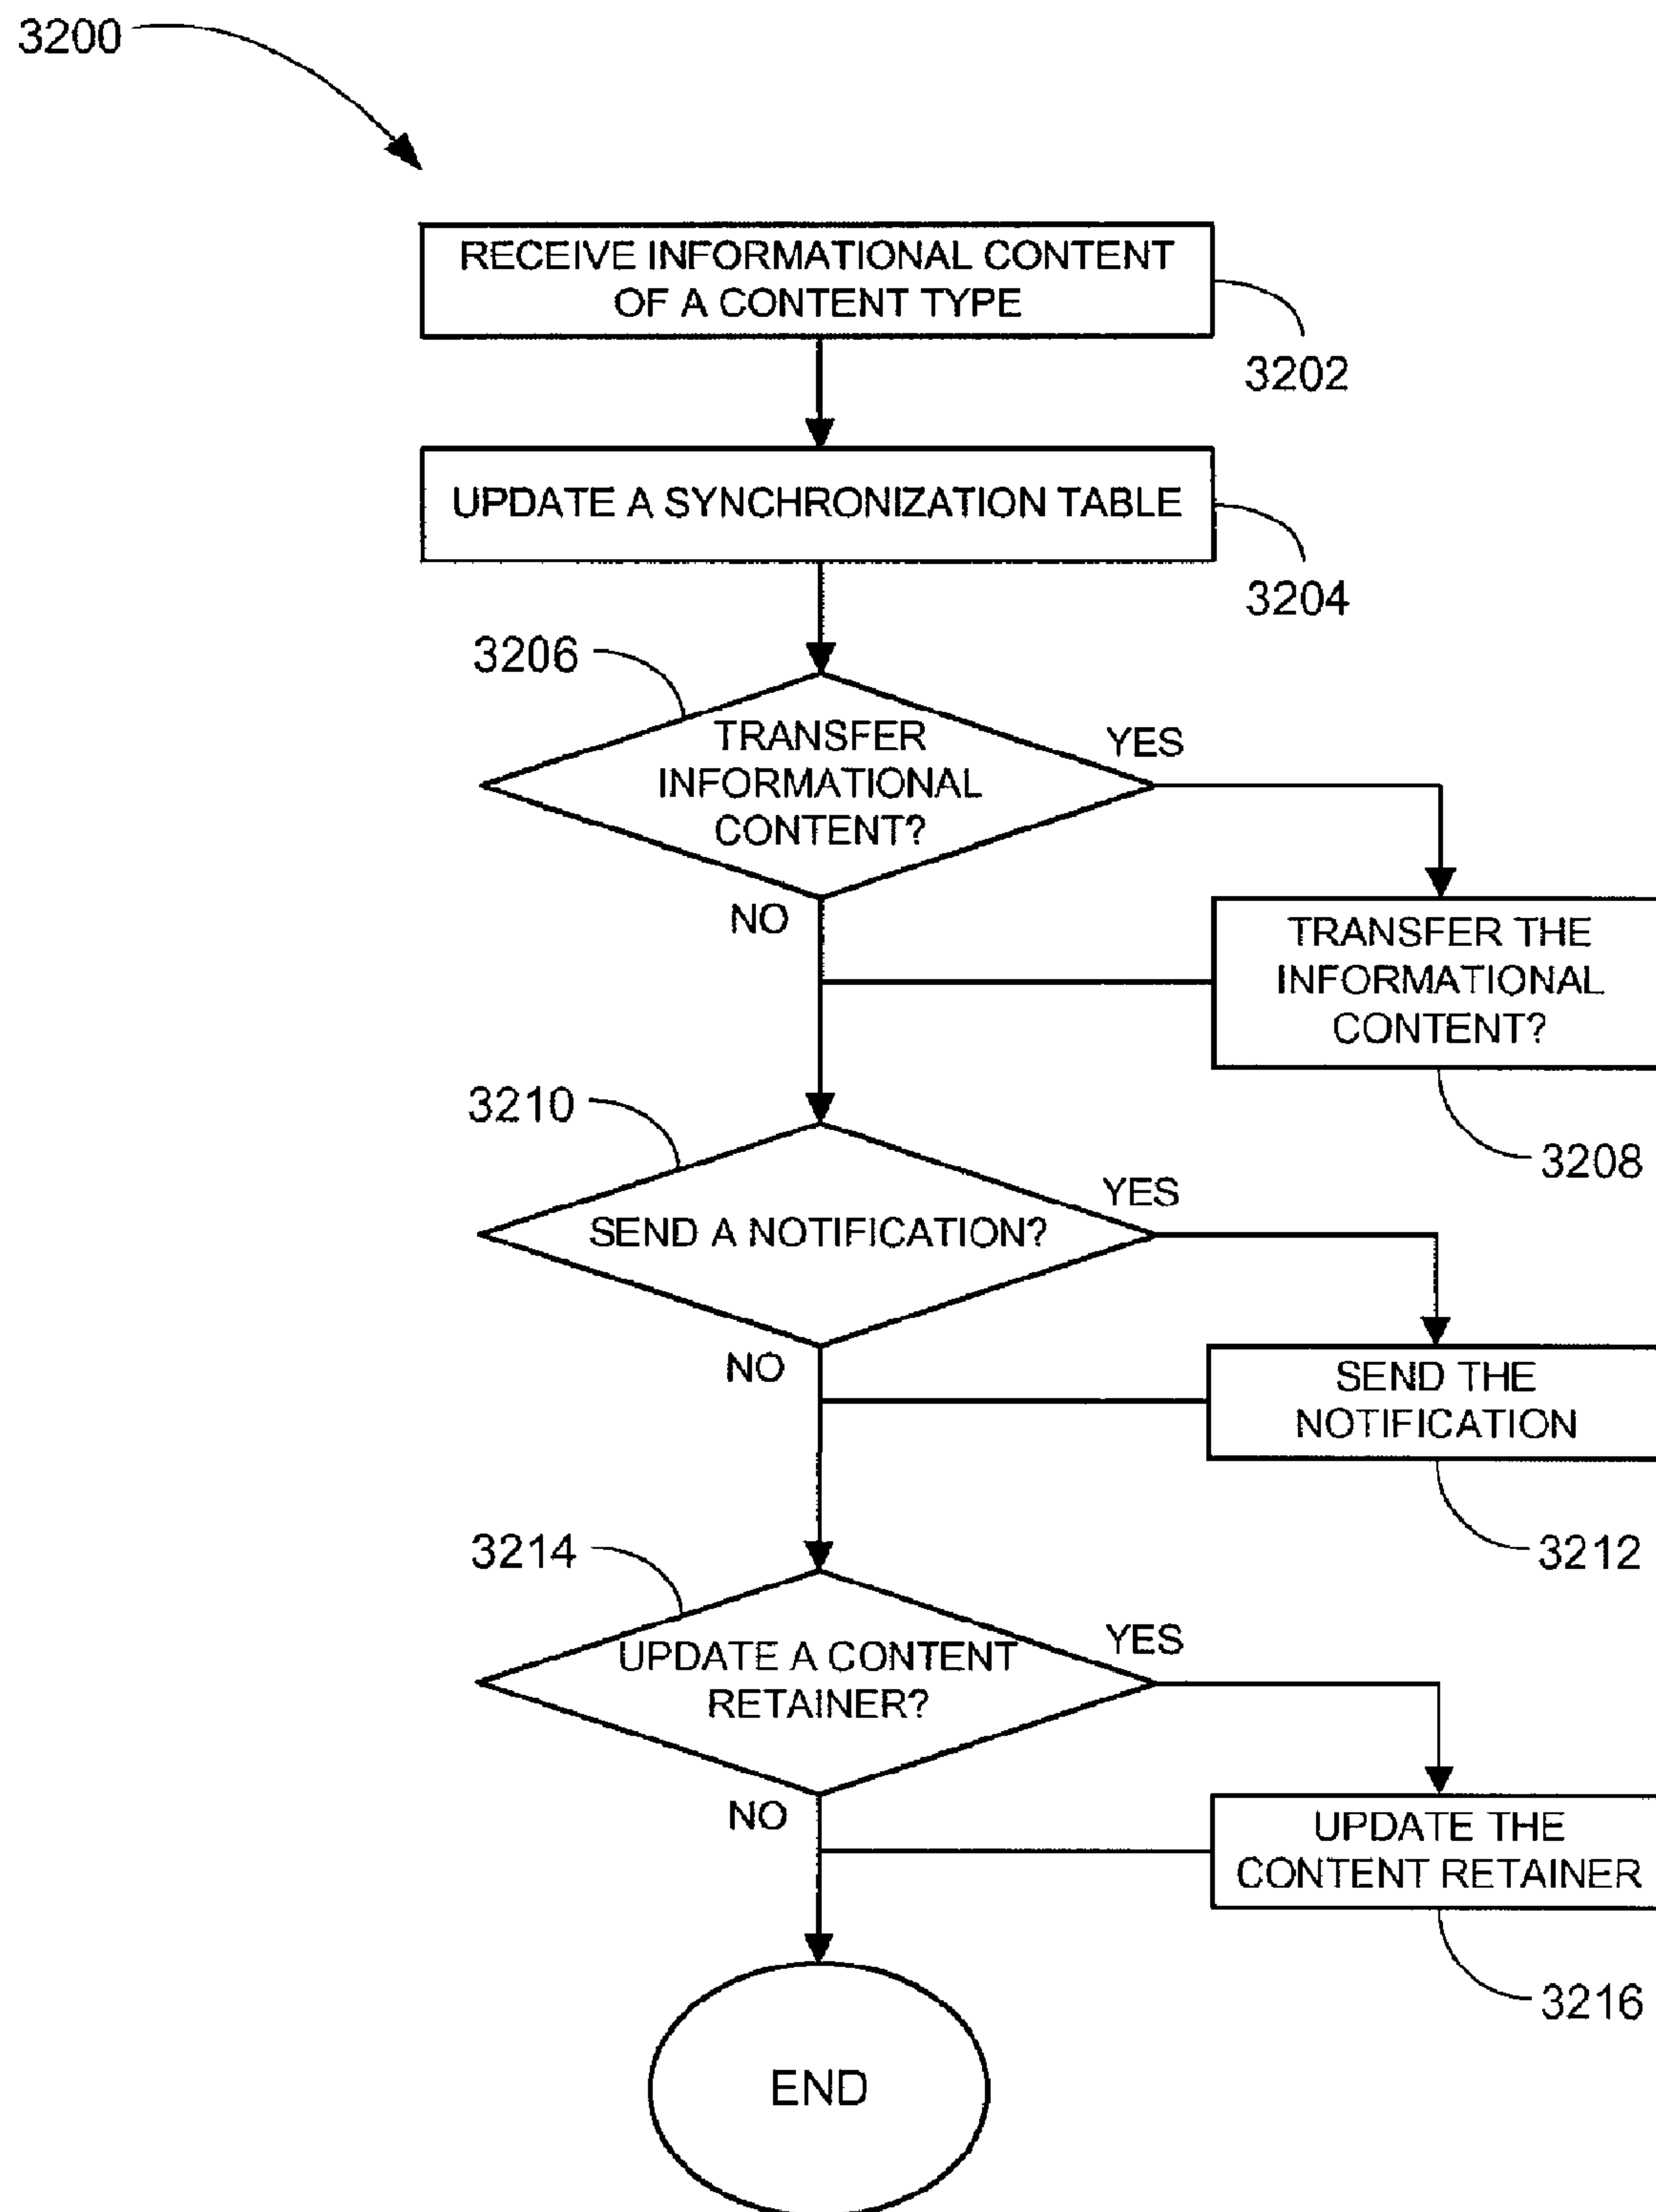 3200
RECEIVE INFORMATIONAL CONTENT
OF A CONTENT TYPE
3202
UPDATE A SYNCHRONIZATION TABLE
3204
3206
TRANSFER
INFORMATIONAL
CONTENT?
YES
NO
TRANSFER THE
INFORMATIONAL
CONTENT?
3208
3210
SEND A NOTIFICATION?
YES
NO
SEND THE
NOTIFICATION
3212
3214
UPDATE A CONTENT
RETAINER?
YES
NO
UPDATE THE
CONTENT RETAINER
3216
END